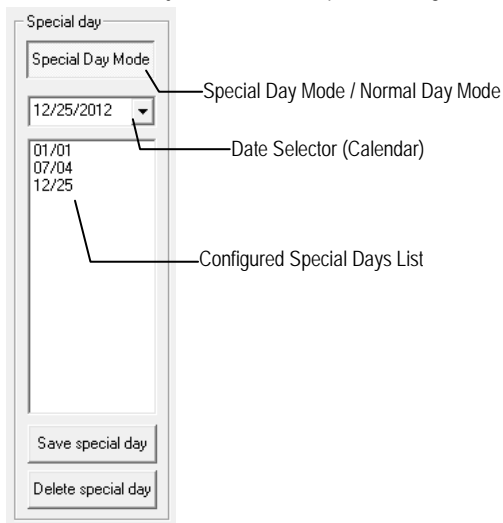 Special day
Special Day Mode
Special Day Mode / Normal Day Mode
12/25/2012
Date Selector (Calendar)
01/01
07/04
12/25
Configured Special Days List
Save special day
Delete special day